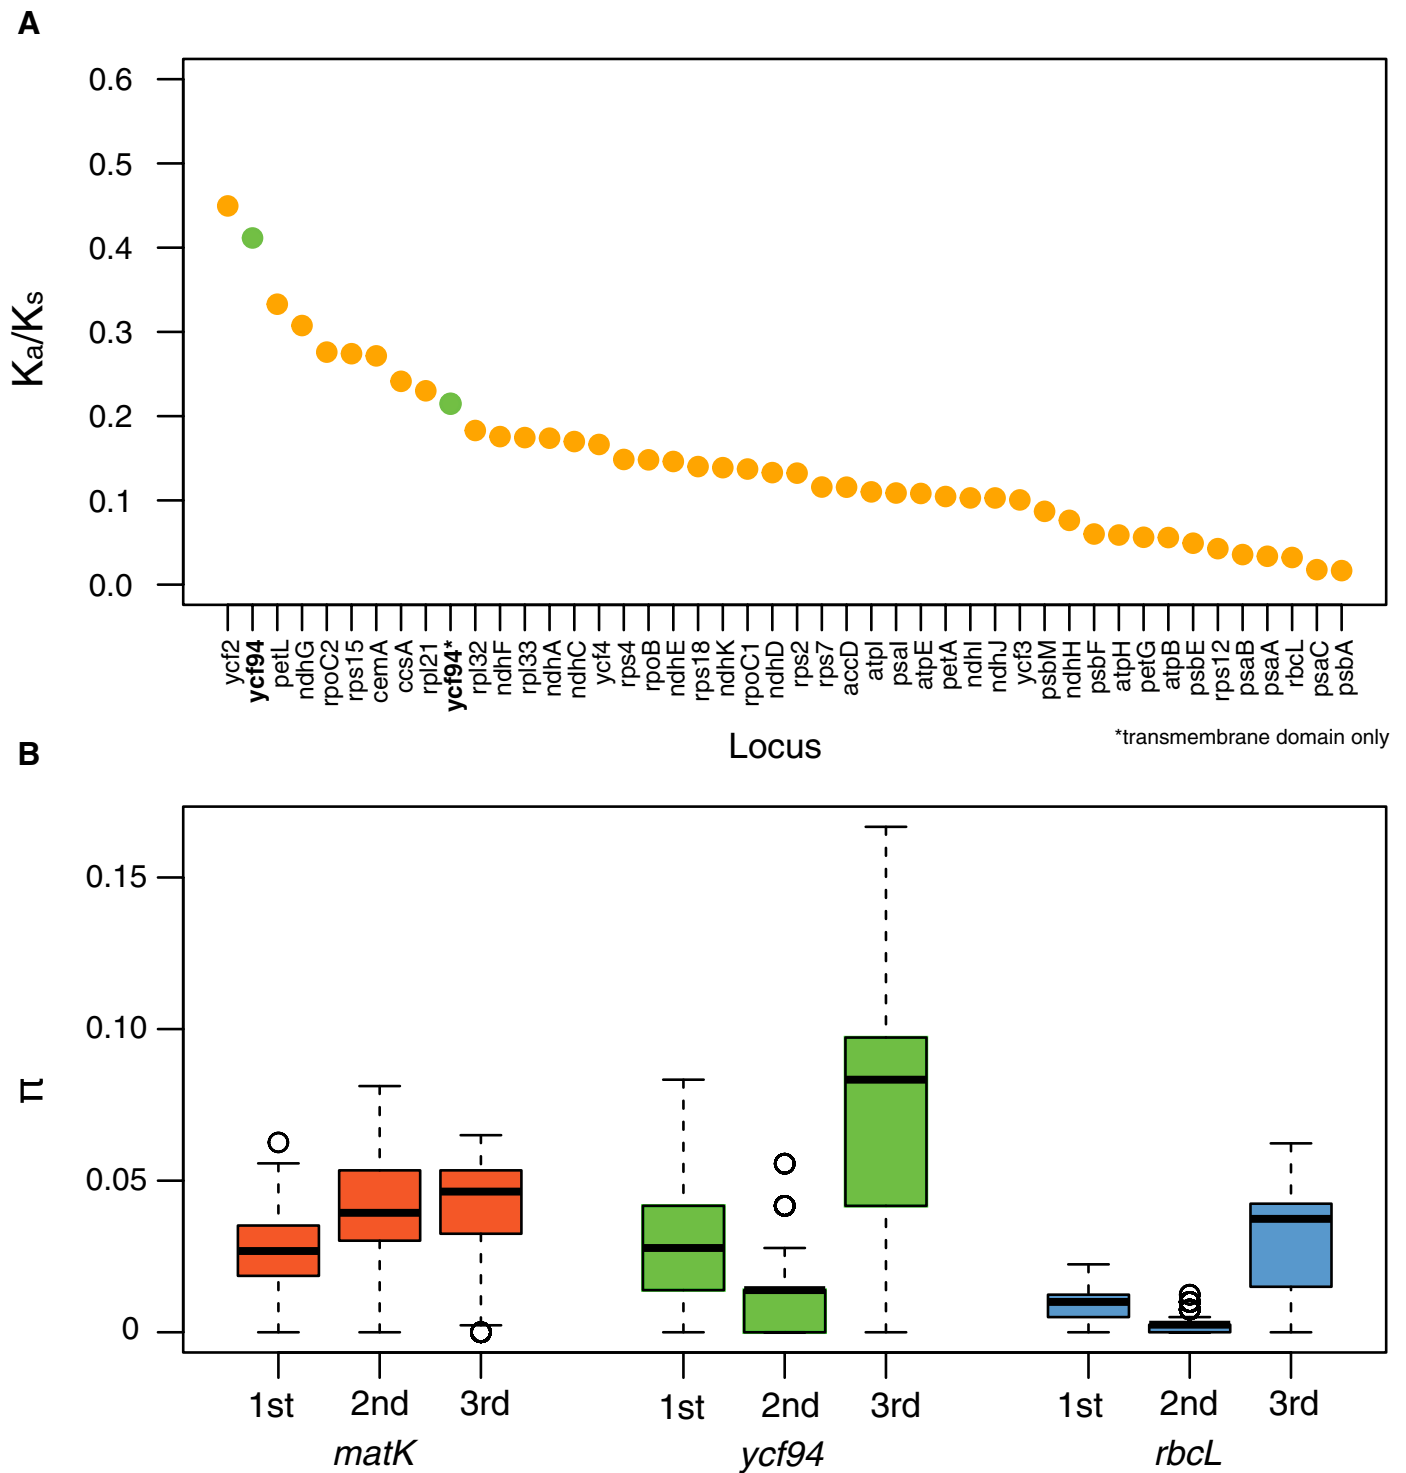 A
0.6
0.5
0.4
0.3
0.2
0.1
0.0
Ka/Ks
ycf2
ycf94
petL
ndhG
rpoC2
rps15
cemA
ccsA
rpl21
ycf94*
rpl32
ndhF
rpl33
ndhA
ndhC
ycf4
rps4
rpoB
ndhE
rps18
ndhK
rpoC1
ndhD
rps2
rps7
accD
atpI
psaI
atpE
petA
ndhI
ndhJ
ycf3
psbM
ndhH
psbF
atpH
petG
atpB
psbE
rps12
psaB
psaA
rbcL
psaC
psbA
Locus
*transmembrane domain only
B
0.15
0.10
0.05
0
π
1st 2nd 3rd 1st 2nd 3rd 1st 2nd 3rd
matK ycf94 rbcL